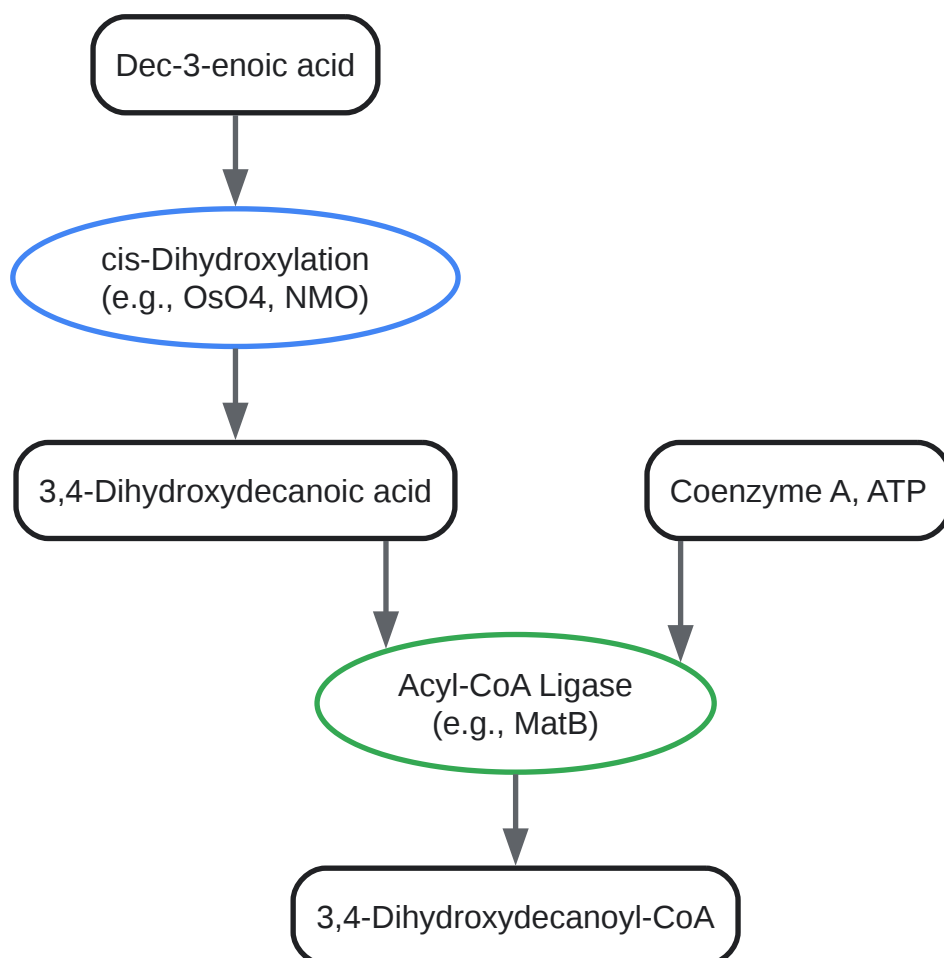 Dec-3-enoic acid
cis-Dihydroxylation
(e.g., OsO4, NMO)
3,4-Dihydroxydecanoic acid
Coenzyme A, ATP
Acyl-CoA Ligase
(e.g., MatB)
3,4-Dihydroxydecanoyl-CoA